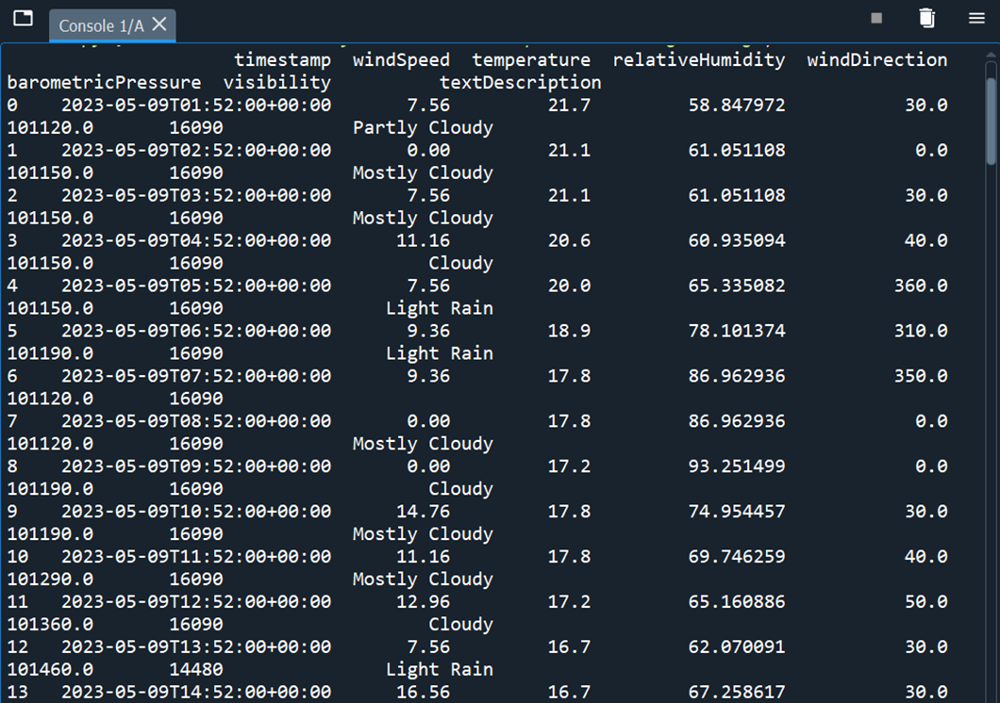 Console 1/A
timestamp windSpeed temperature relativeHumidity windDirection
barometricPressure visibility textDescription
0 2023-05-09T01:52:00+00:00 7.56 21.7 58.847972 30.0
101120.0 16090 Partly Cloudy
1 2023-05-09T02:52:00+00:00 0.00 21.1 61.051108 0.0
101150.0 16090 Mostly Cloudy
2 2023-05-09T03:52:00+00:00 7.56 21.1 61.051108 30.0
101150.0 16090 Mostly Cloudy
3 2023-05-09T04:52:00+00:00 11.16 20.6 60.935094 40.0
101150.0 16090 Cloudy
4 2023-05-09T05:52:00+00:00 7.56 20.0 65.335082 360.0
101150.0 16090 Light Rain
5 2023-05-09T06:52:00+00:00 9.36 18.9 78.101374 310.0
101190.0 16090 Light Rain
6 2023-05-09T07:52:00+00:00 9.36 17.8 86.962936 350.0
101120.0 16090
7 2023-05-09T08:52:00+00:00 0.00 17.8 86.962936 0.0
101120.0 16090 Mostly Cloudy
8 2023-05-09T09:52:00+00:00 0.00 17.2 93.251499 0.0
101190.0 16090 Cloudy
9 2023-05-09T10:52:00+00:00 14.76 17.8 74.954457 30.0
101190.0 16090 Mostly Cloudy
10 2023-05-09T11:52:00+00:00 11.16 17.8 69.746259 40.0
101290.0 16090 Mostly Cloudy
11 2023-05-09T12:52:00+00:00 12.96 17.2 65.160886 50.0
101360.0 16090 Cloudy
12 2023-05-09T13:52:00+00:00 7.56 16.7 62.070091 30.0
101460.0 14480 Light Rain
13 2023-05-09T14:52:00+00:00 16.56 16.7 67.258617 30.0